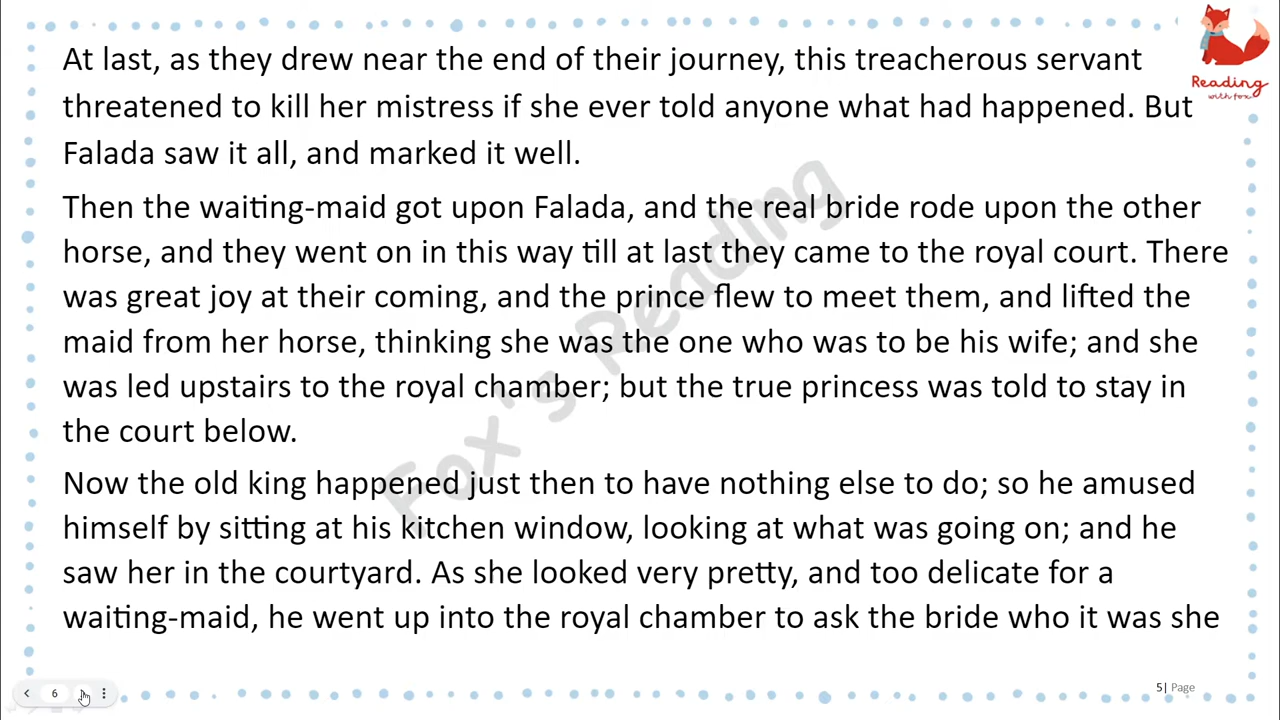 At last, as they drew near the end of their journey, this treacherous servant
threatened to kill her mistress if she ever told anyone what had happened. But
Falada saw it all, and marked it well.
Then the waiting-maid got upon Falada, and the real bride rode upon the other
horse, and they went on in this way till at last they came to the royal court. There
was great joy at their coming, and the prince flew to meet them, and lifted the
maid from her horse, thinking she was the one who was to be his wife; and she
was led upstairs to the royal chamber; but the true princess was told to stay in
the court below.
Now the old king happened just then to have nothing else to do; so he amused
himself by sitting at his kitchen window, looking at what was going on; and he
saw her in the courtyard. As she looked very pretty, and too delicate for a
waiting-maid, he went up into the royal chamber to ask the bride who it was she
Reading
with fox
Fox's Reading
6
5| Page